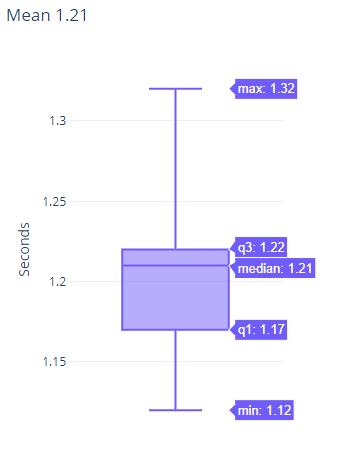 Mean 1.21
max: 1.32
1.3
1.25
q3: 1.22
median: 1.21
1.2
Seconds
q1: 1.17
1.15
min: 1.12